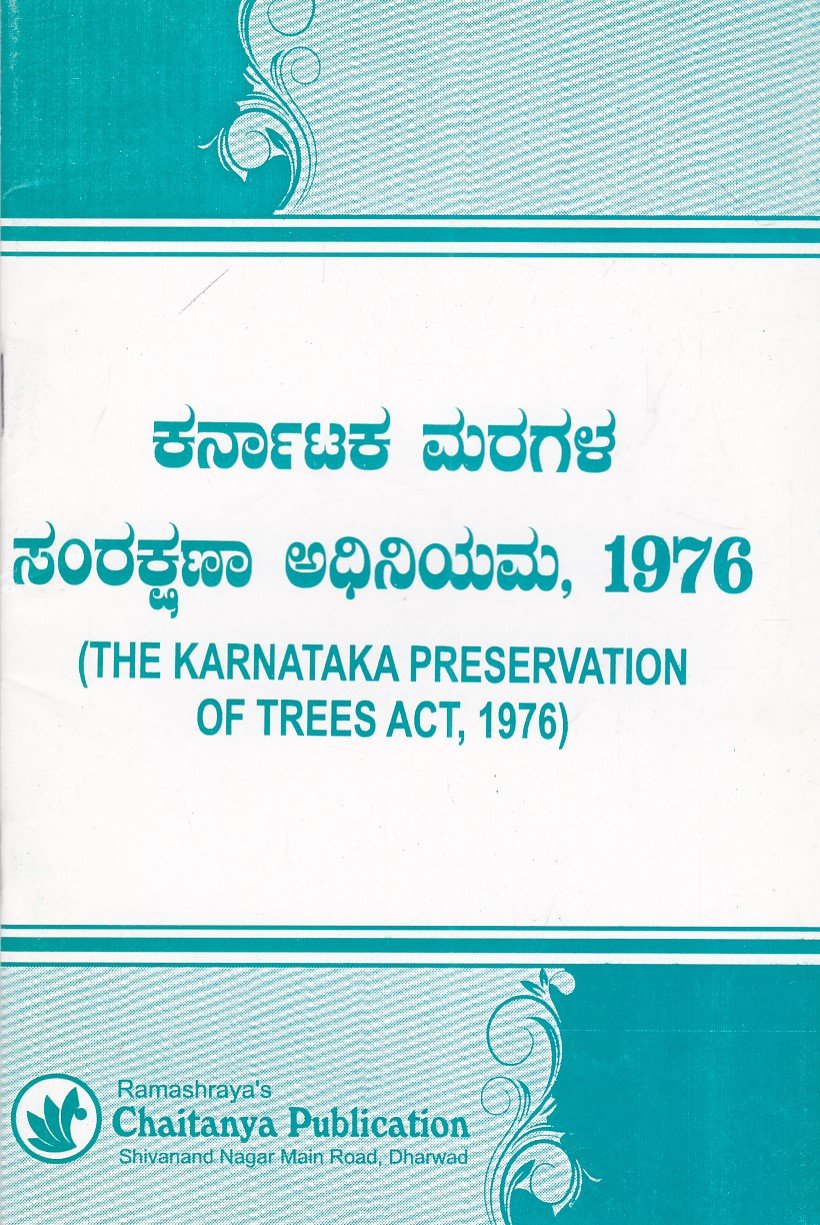 ಕರ್ನಾಟಕ ಮರಗಳ
ಸಂರಕ್ಷಣಾ ಅಧಿನಿಯಮ, 1976
(THE KARNATAKA PRESERVATION
OF TREES ACT, 1976)
Ramashraya's
Chaitanya Publication
Shivanand Nagar Main Road, Dharwad